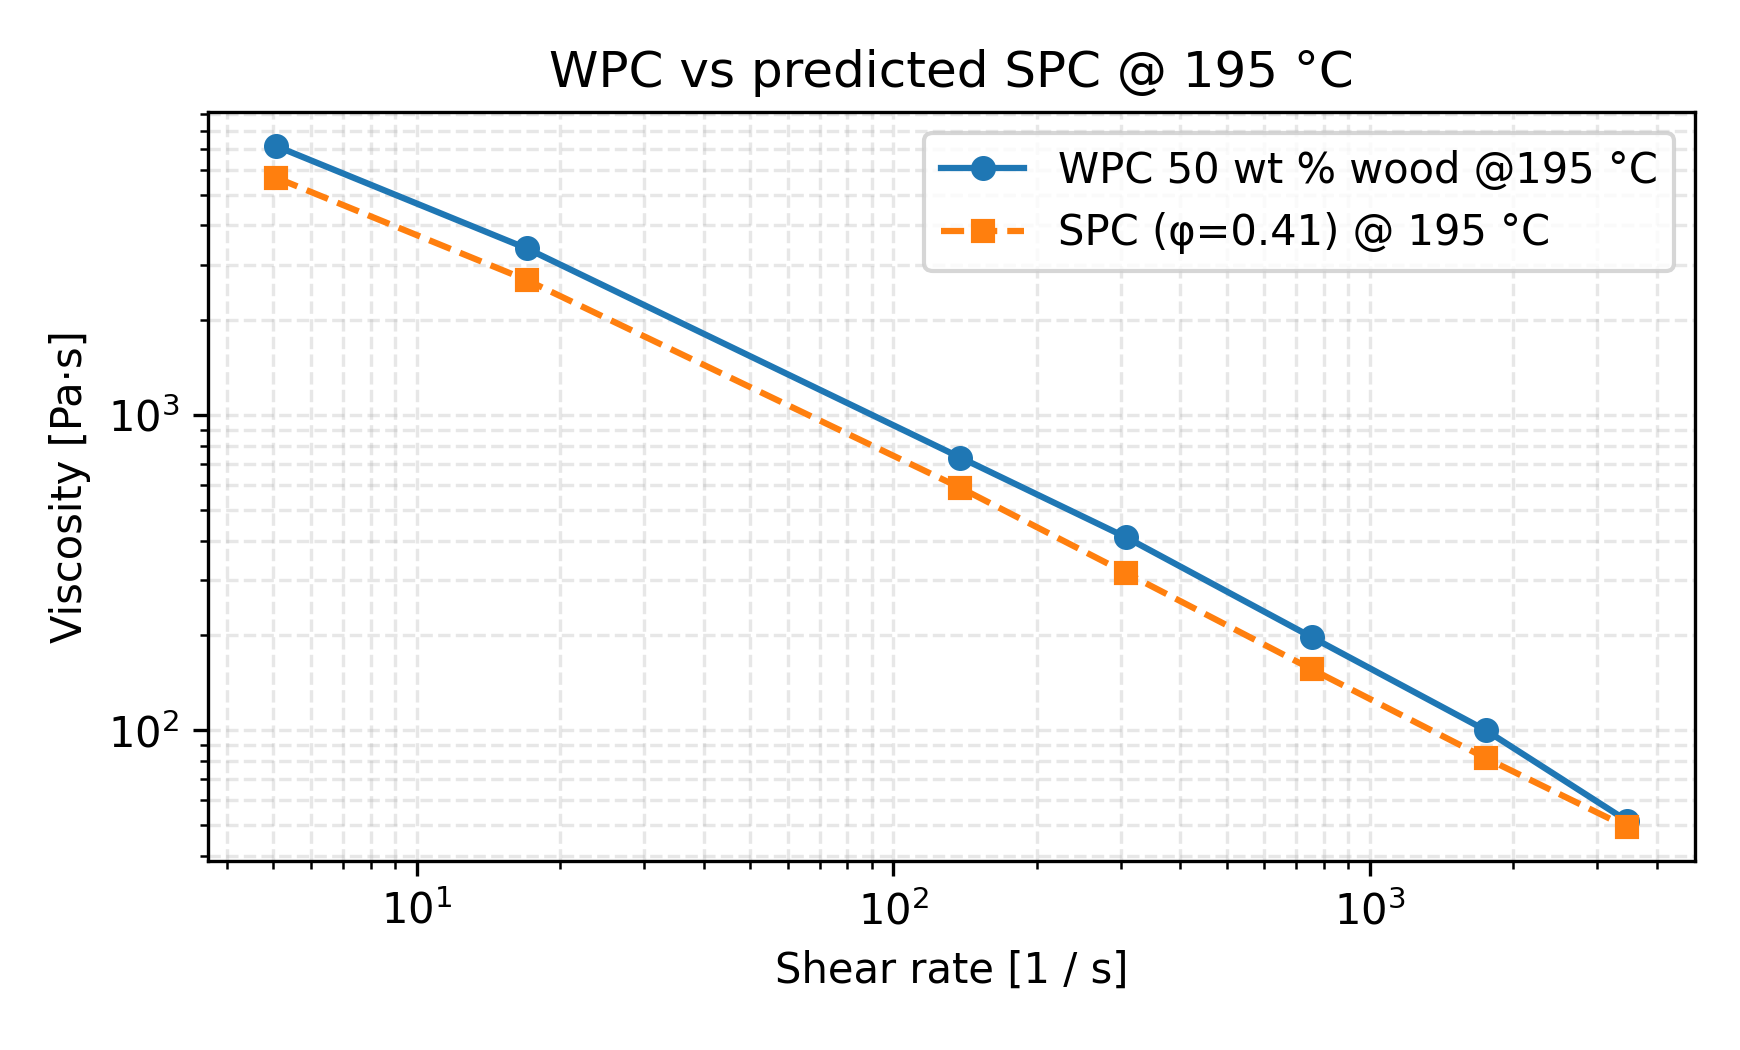 WPC vs predicted SPC @ 195 °C
WPC 50 wt % wood @195 °C
SPC (φ=0.41) @ 195 °C
Viscosity [Pa·s]
10³
10²
10¹
10²
10³
Shear rate [1 / s]